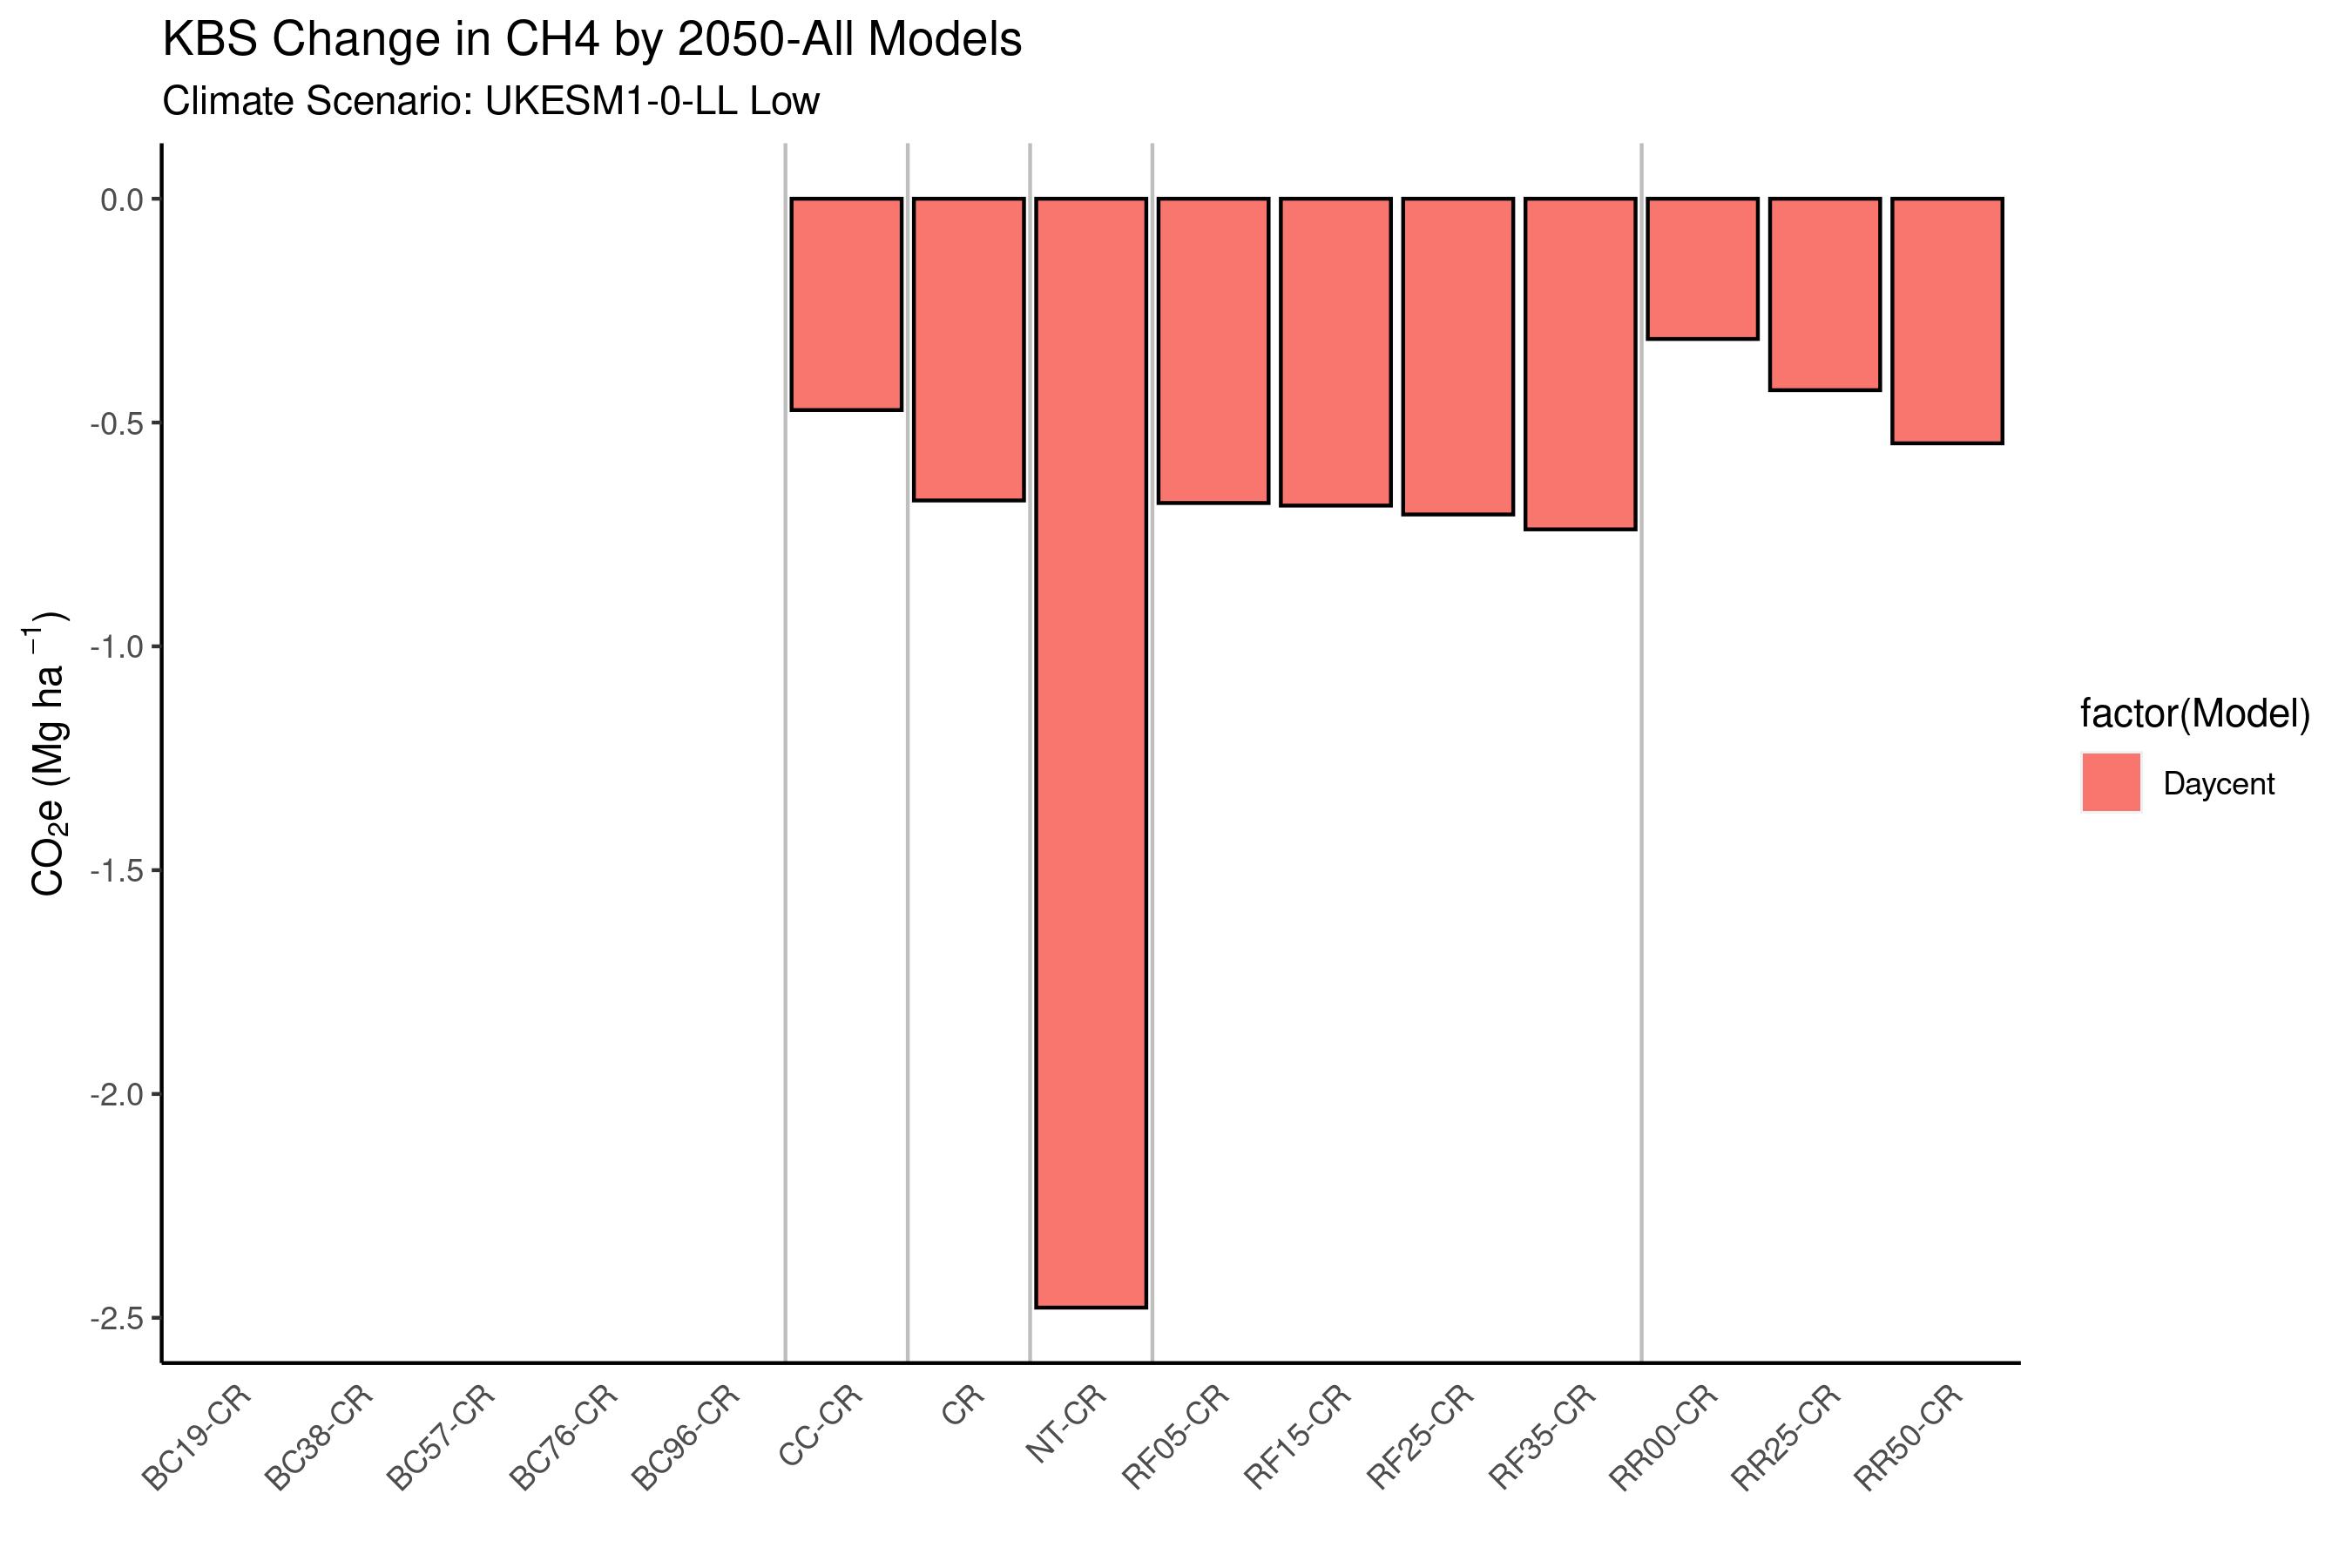 KBS Change in CH4 by 2050-All Models
Climate Scenario: UKESM1-0-LL Low
CO₂e (Mg ha ⁻¹)
0.0
-0.5
-1.0
-1.5
-2.0
-2.5
BC19-CR
BC38-CR
BC57-CR
BC76-CR
BC96-CR
CC-CR
CR
NT-CR
RF05-CR
RF15-CR
RF25-CR
RF35-CR
RR00-CR
RR25-CR
RR50-CR
factor(Model)
Daycent